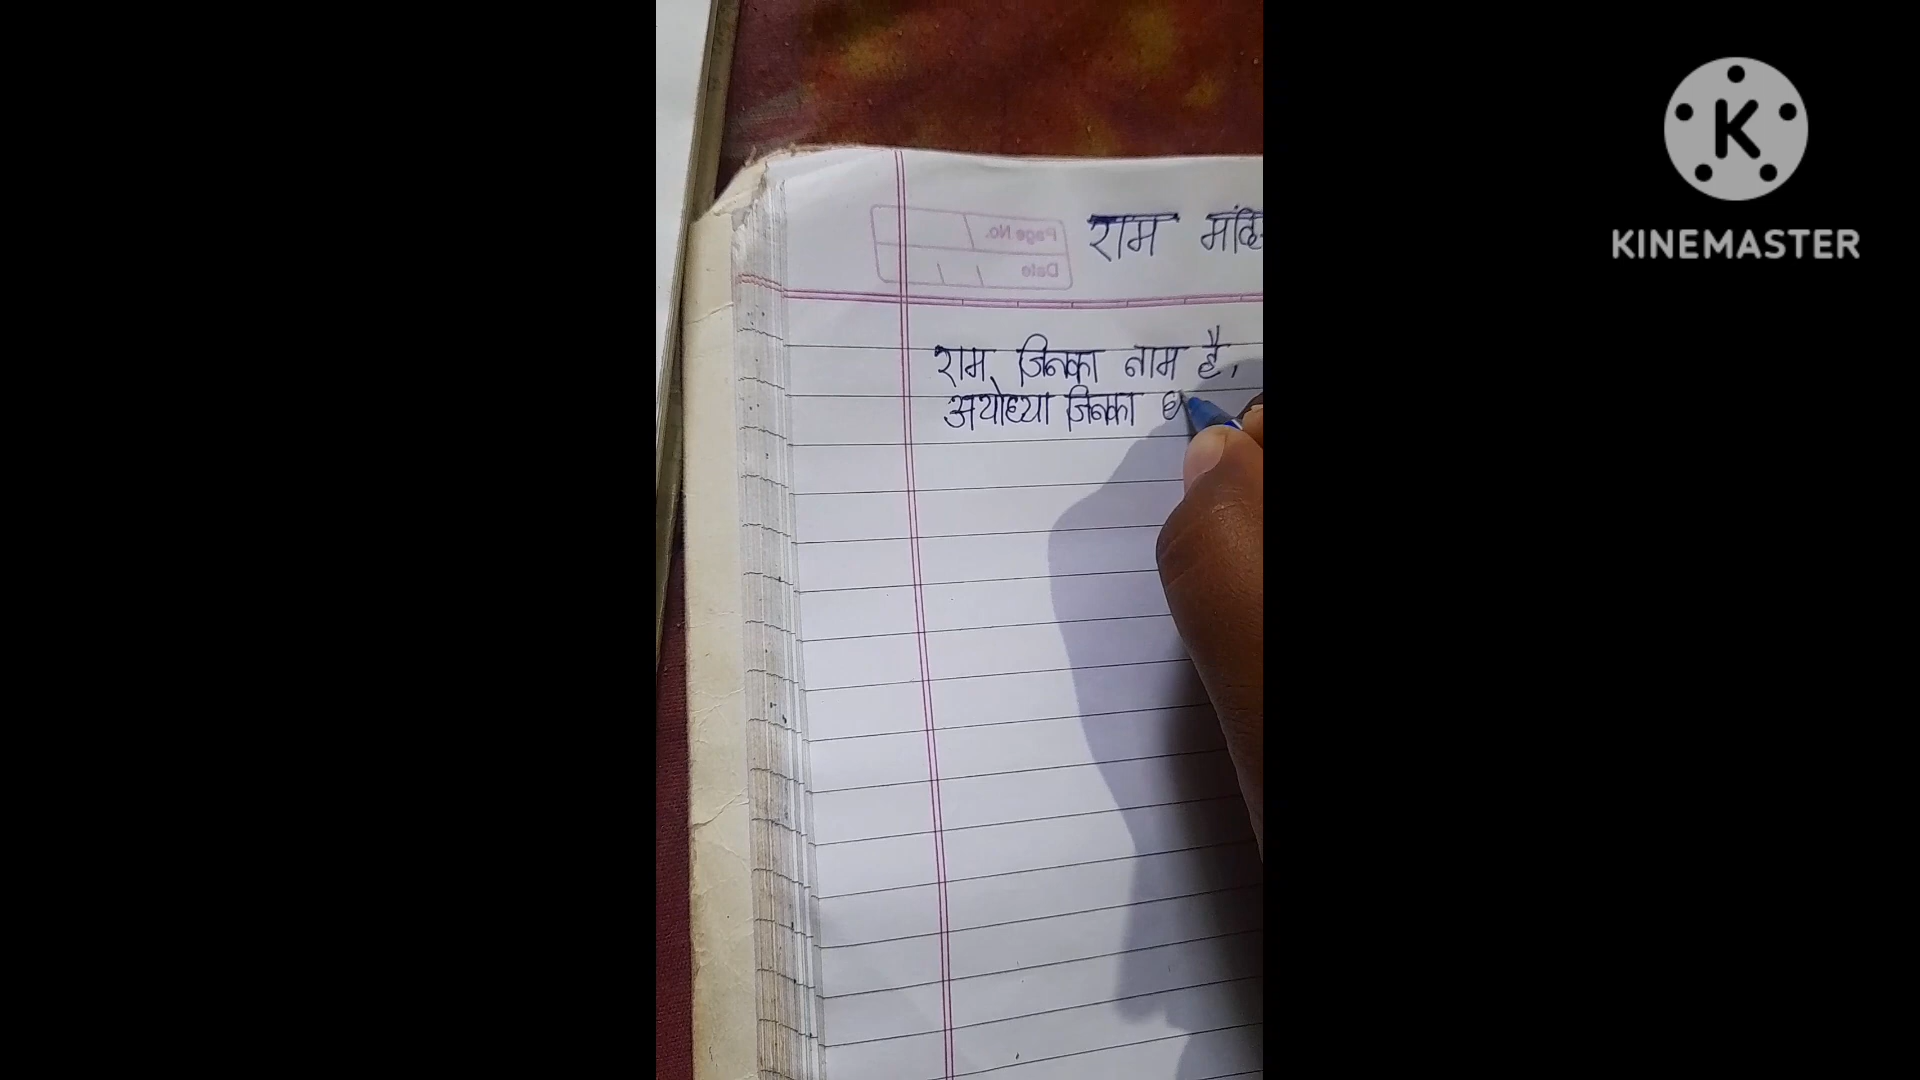 KINEMASTER
Page No.
Date
राम
राम जिनका नाम है,
अयोध्या जिनका